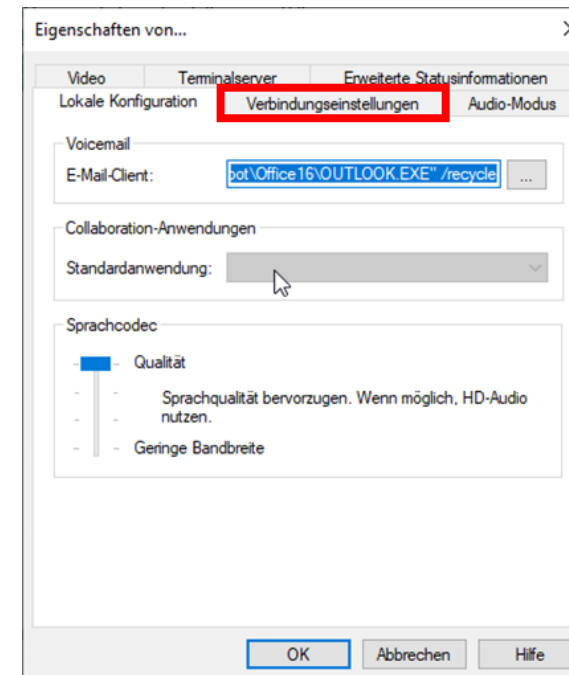 Eigenschaften von...
Video Terminalserver Erweiterte Statusinformationen
Lokale Konfiguration Verbindungseinstellungen Audio-Modus
Voicemail
E-Mail-Client: oot\Office16\OUTLOOK.EXE" /recycle ...
Collaboration-Anwendungen
Standardanwendung:
Sprachcodec
Qualität
Sprachqualität bervorzugen. Wenn möglich, HD-Audio
nutzen.
Geringe Bandbreite
OK Abbrechen Hilfe